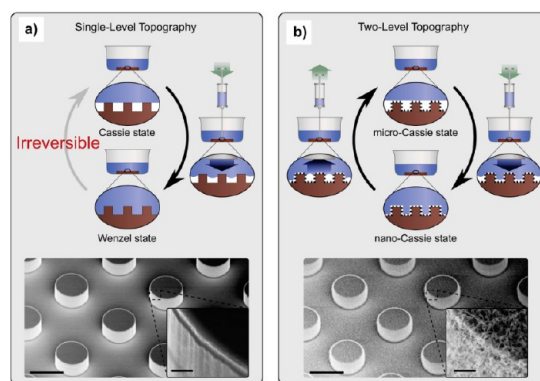 a)
Single-Level Topography
Cassie state
Irreversible
Wenzel state
b)
Two-Level Topography
micro-Cassie state
nano-Cassie state